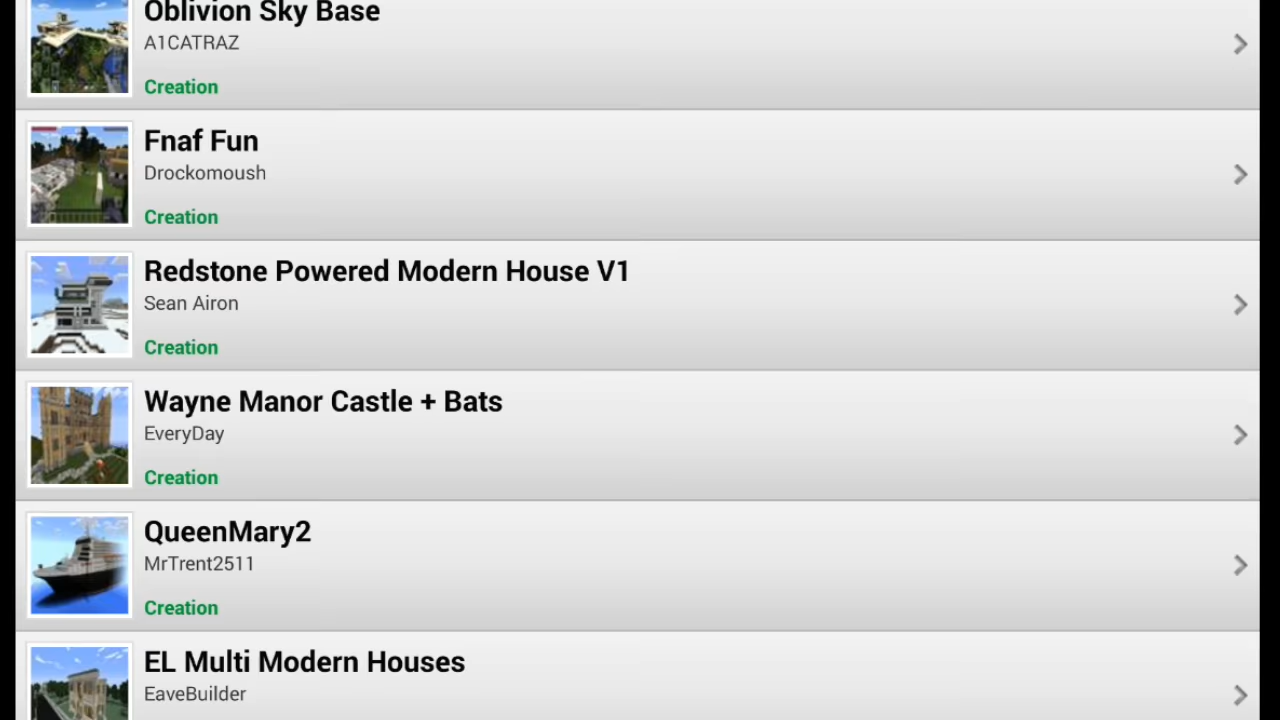 Oblivion Sky Base
A1CATRAZ
Creation
Fnaf Fun
Drockomoush
Creation
Redstone Powered Modern House V1
Sean Airon
Creation
Wayne Manor Castle + Bats
EveryDay
Creation
QueenMary2
MrTrent2511
Creation
EL Multi Modern Houses
EaveBuilder